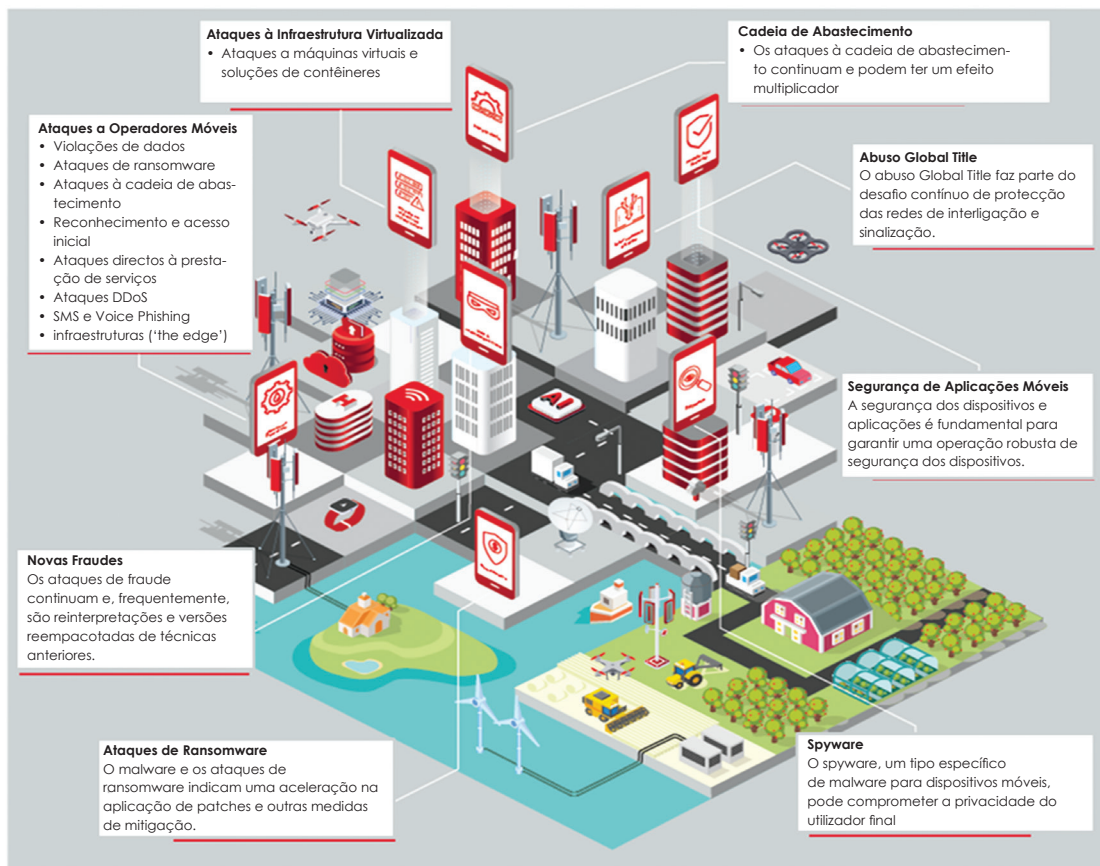 Ataques à Infraestrutura Virtualizada
• Ataques a máquinas virtuais e
soluções de contêineres
Cadeia de Abastecimento
• Os ataques à cadeia de abastecimen-
to continuam e podem ter um efeito
multiplicador
Ataques a Operadores Móveis
• Violações de dados
• Ataques de ransomware
• Ataques à cadeia de abas-
tecimento
• Reconhecimento e acesso
inicial
• Ataques directos à presta-
ção de serviços
• Ataques DDoS
• SMS e Voice Phishing
• infraestruturas (‘the edge’)
Abuso Global Title
O abuso Global Title faz parte do
desafio contínuo de protecção
das redes de interligação e
sinalização.
Segurança de Aplicações Móveis
A segurança dos dispositivos e
aplicações é fundamental para
garantir uma operação robusta de
segurança dos dispositivos.
AI
H
Novas Fraudes
Os ataques de fraude
continuam e, frequentemente,
são reinterpretações e versões
reempacotadas de técnicas
anteriores.
Ataques de Ransomware
O malware e os ataques de
ransomware indicam uma aceleração na
aplicação de patches e outras medidas
de mitigação.
Spyware
O spyware, um tipo específico
de malware para dispositivos móveis,
pode comprometer a privacidade do
utilizador final